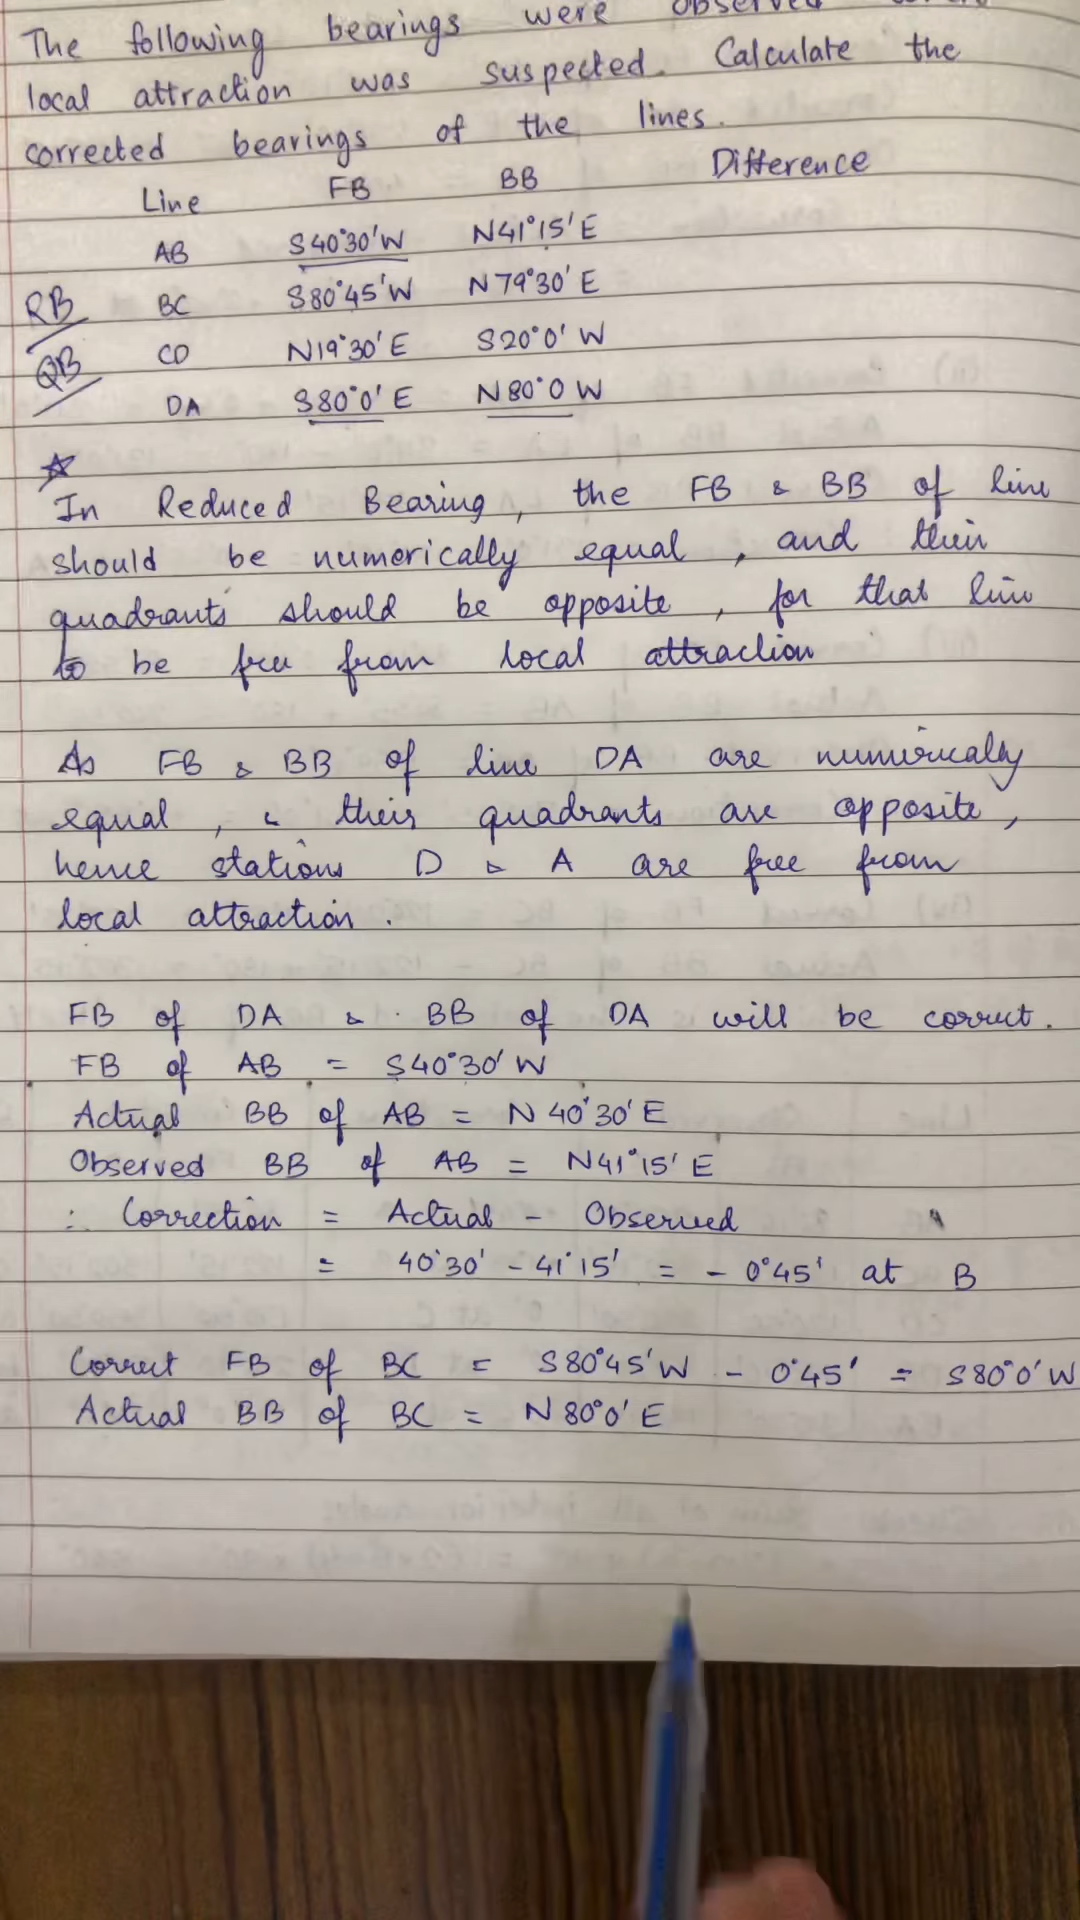 The following bearings were observed
local attraction was suspected. Calculate the
corrected bearings of the lines.
Line FB BB Difference
AB S40°30'W N41°15'E
RB BC S80°45'W N79°30'E
QB CD N19°30'E S20°0'W
DA S80°0'E N80°0W
☆
In Reduced Bearing, the FB & BB of line
should be numerically equal, and their
quadrants should be opposite, for that line
to be free from local attraction
As FB & BB of line DA are numerically
equal, & their quadrants are opposite,
hence stations D & A are free from
local attraction.
FB of DA & BB of DA will be correct.
FB of AB = S40°30'W
Actual BB of AB = N40°30'E
Observed BB of AB = N41°15'E
∴ Correction = Actual - Observed
= 40°30' - 41°15' = - 0°45' at B
Correct FB of BC = S80°45'W - 0°45' = S80°0'W
Actual BB of BC = N80°0'E